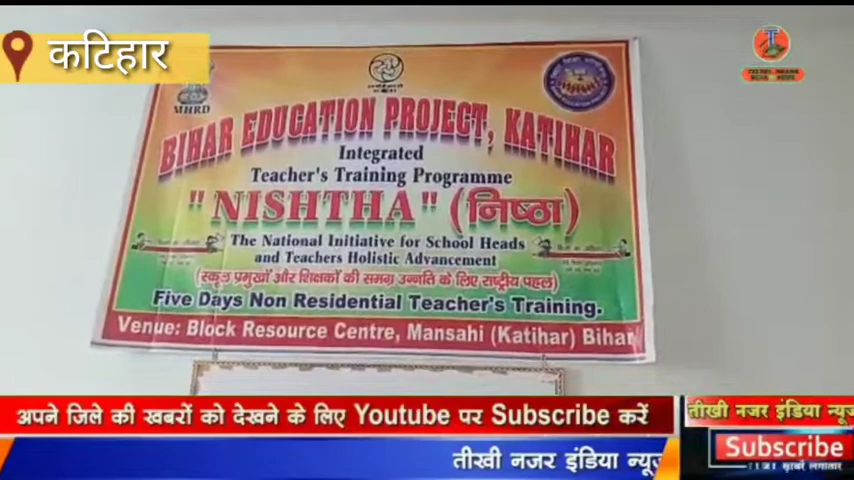 कटिहार
MHRD
BIHAR EDUCATION PROJECT, KATIHAR
Integrated
Teacher's Training Programme
"NISHTHA" (निष्ठा)
The National Initiative for School Heads
and Teachers Holistic Advancement
(स्कूल प्रमुखों और शिक्षकों की समग्र उन्नति के लिए राष्ट्रीय पहल)
Five Days Non Residential Teacher's Training.
Venue: Block Resource Centre, Mansahi (Katihar) Bihar
अपने जिले की खबरों को देखने के लिए Youtube पर Subscribe करें
तीखी नजर इंडिया न्यूज
Subscribe
तीखी नजर इंडिया न्यूज